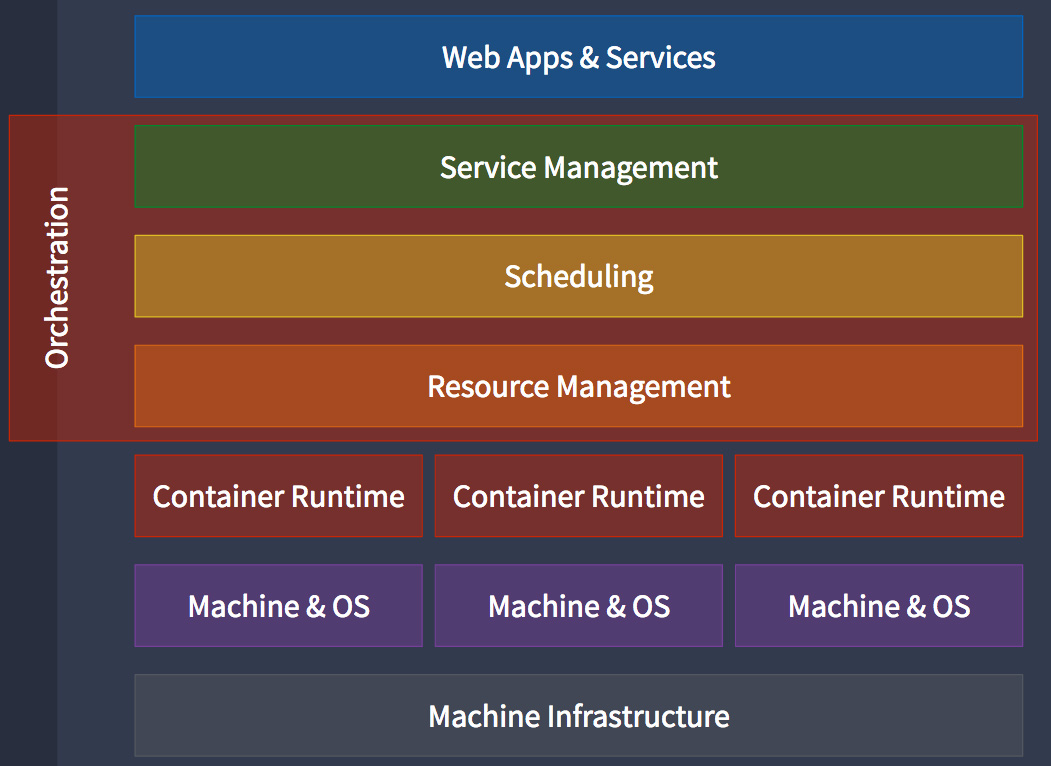 Web Apps & Services
Orchestration
Service Management
Scheduling
Resource Management
Container Runtime
Container Runtime
Container Runtime
Machine & OS
Machine & OS
Machine & OS
Machine Infrastructure